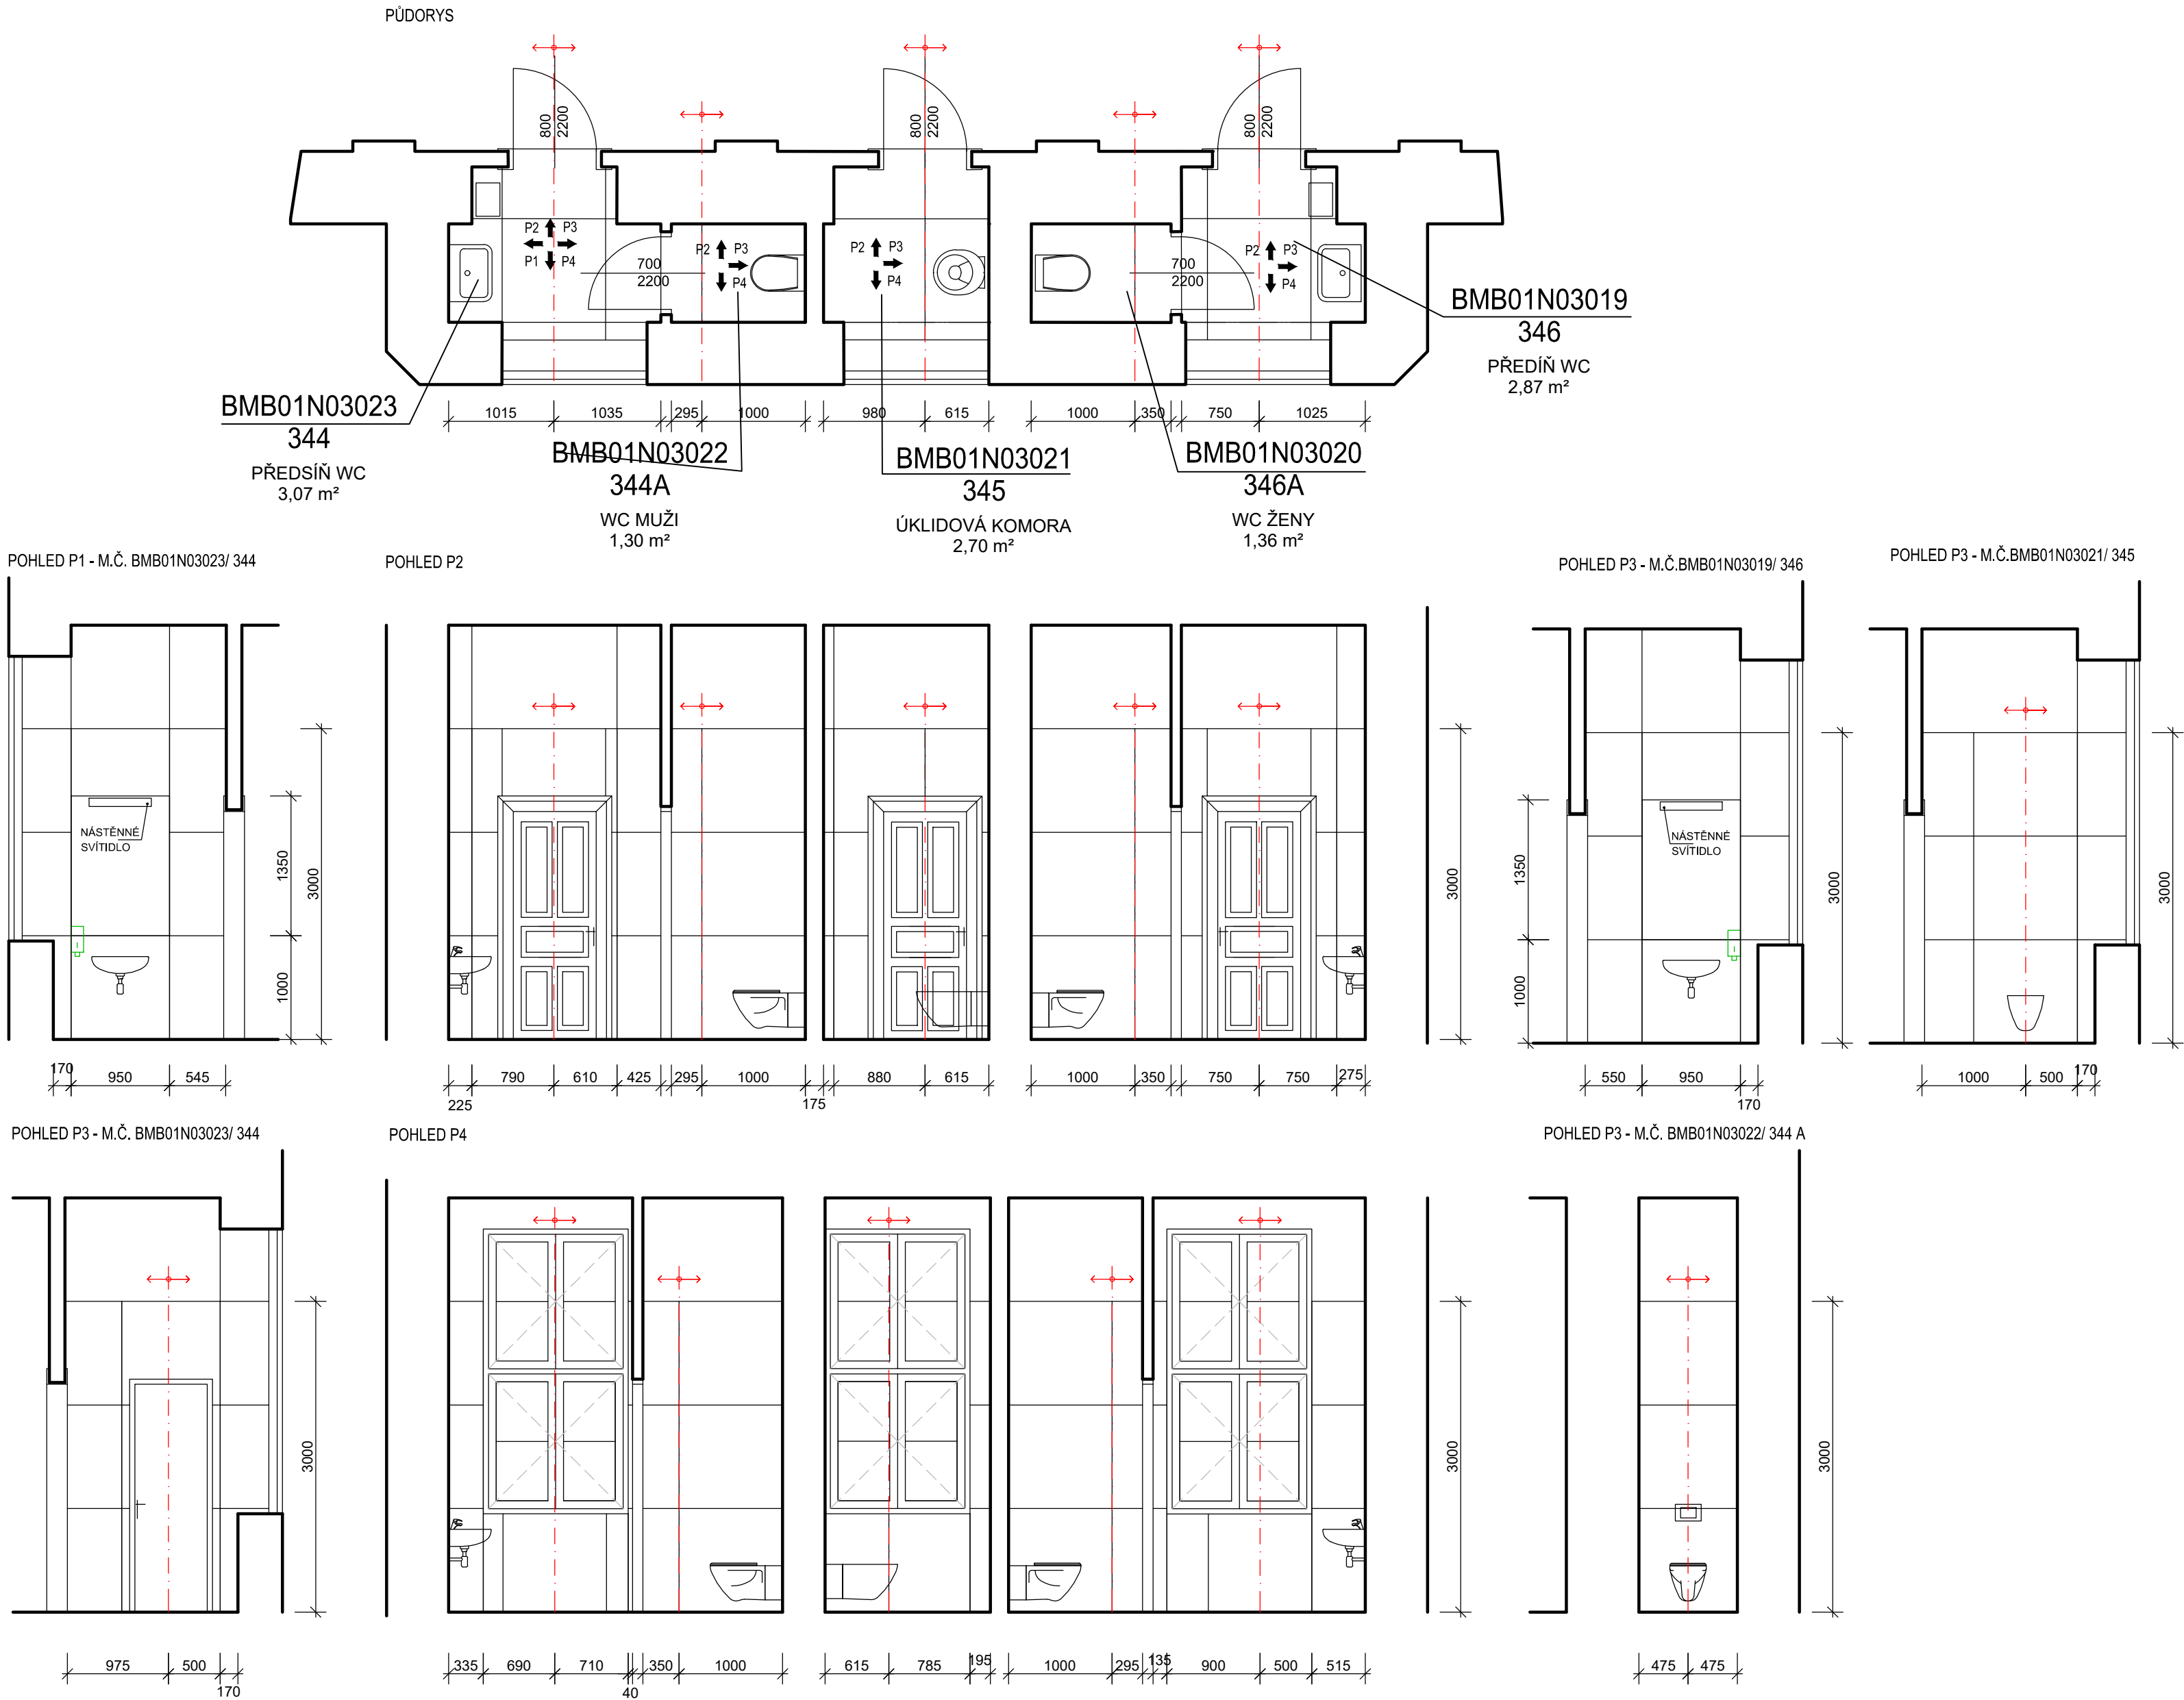 PŮDORYS
800
2200
800
2200
800
2200
P2 P3
P1 P4
700
2200
P2 P3
P4
P2 P3
P4
700
2200
P2 P3
P4
BMB01N03019
346
PŘEDÍŇ WC
2,87 m²
1015 1035 295 1000 980 615 1000 350 750 1025
BMB01N03023
344
PŘEDSÍŇ WC
3,07 m²
BMB01N03022
344A
WC MUŽI
1,30 m²
BMB01N03021
345
ÚKLIDOVÁ KOMORA
2,70 m²
BMB01N03020
346A
WC ŽENY
1,36 m²
POHLED P1 - M.Č. BMB01N03023/ 344
NÁSTĚNNÉ
SVÍTIDLO
1350
1000
3000
170 950 545
POHLED P2
3000
225 790 610 425 295 1000 175 880 615 1000 350 750 750 275
POHLED P3 - M.Č.BMB01N03019/ 346
NÁSTĚNNÉ
SVÍTIDLO
1350
1000
3000
550 950 170
POHLED P3 - M.Č.BMB01N03021/ 345
3000
1000 500 170
POHLED P3 - M.Č. BMB01N03023/ 344
3000
975 500 170
POHLED P4
3000
335 690 710 40 350 1000 615 785 195 1000 295 135 900 500 515
POHLED P3 - M.Č. BMB01N03022/ 344 A
3000
475 475